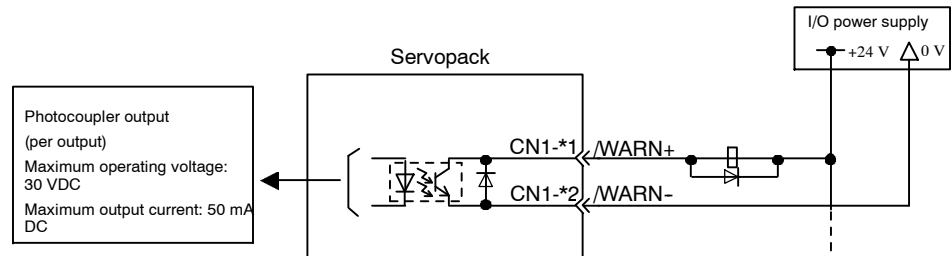 I/O power supply
+24 V 0 V
Servopack
Photocoupler output
(per output)
Maximum operating voltage:
30 VDC
Maximum output current: 50 mA
DC
CN1-*1 /WARN+
CN1-*2 /WARN-